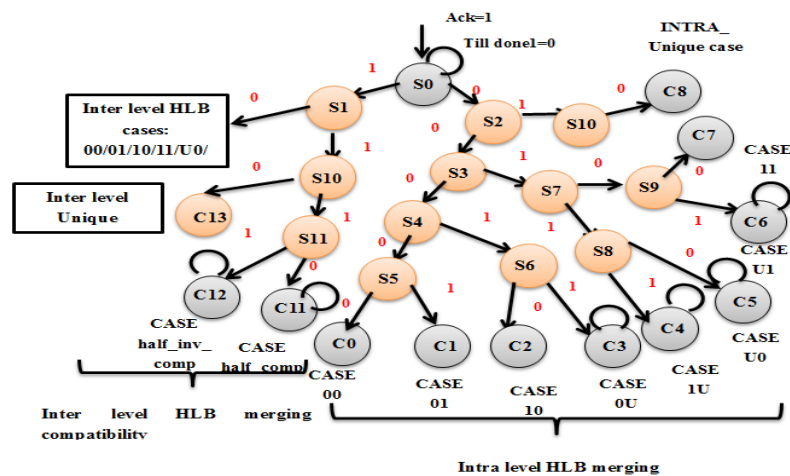 Ack=1
Till done1=0
INTRA_
Unique case
1
0
S0
0
S1
S2
1
S10
0
C8
Inter level HLB
cases:
00/01/10/11/U0/
0
1
C7
CASE
11
S3
1
S7
0
S9
0
0
S10
0
Inter level
Unique
C13
1
S11
1
S4
1
1
1
C6
CASE
U1
0
0
S5
S6
S8
0
C12
C11
0
1
0
1
1
C5
CASE
U0
CASE
half_inv_
comp
CASE
half_comp
C0
CASE
00
C1
CASE
01
C2
CASE
10
C3
CASE
0U
C4
CASE
1U
Inter level HLB merging
compatibility
Intra level HLB merging